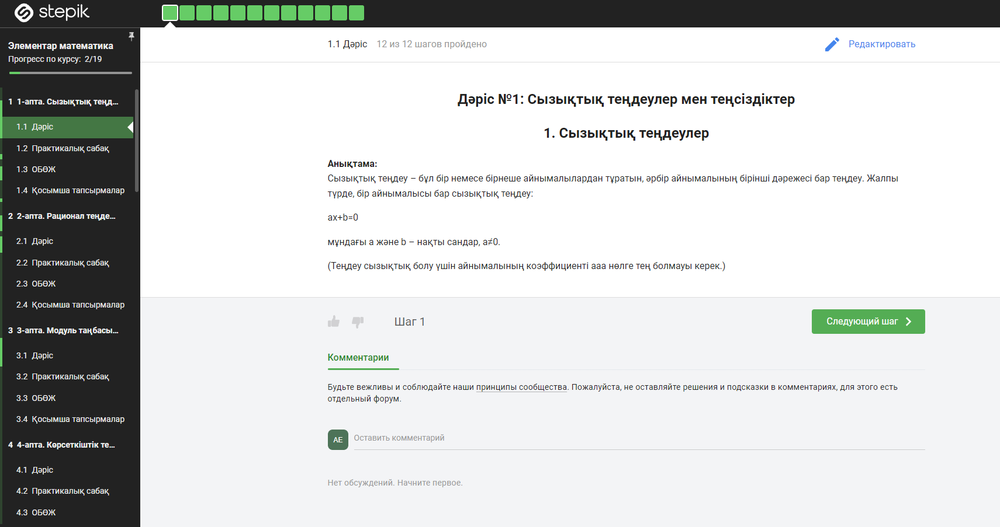 stepik
Элементар математика
Прогресс по курсу: 2/19
1 1-апта. Сызықтық теңд...
1.1 Дәріс
1.2 Практикалық сабақ
1.3 ОБӨЖ
1.4 Қосымша тапсырмалар
2 2-апта. Рационал теңде...
2.1 Дәріс
2.2 Практикалық сабақ
2.3 ОБӨЖ
2.4 Қосымша тапсырмалар
3 3-апта. Модуль таңбасы...
3.1 Дәріс
3.2 Практикалық сабақ
3.3 ОБӨЖ
3.4 Қосымша тапсырмалар
4 4-апта. Көрсеткіштік те...
4.1 Дәріс
4.2 Практикалық сабақ
4.3 ОБӨЖ
1.1 Дәріс 12 из 12 шагов пройдено
Редактировать
Дәріс №1: Сызықтық теңдеулер мен теңсіздіктер
1. Сызықтық теңдеулер
Анықтама:
Сызықтық теңдеу – бұл бір немесе бірнеше айнымалылардан тұратын, әрбір айнымалының бірінші дәрежесі бар теңдеу. Жалпы
түрде, бір айнымалысы бар сызықтық теңдеу:
ax+b=0
мұндағы a және b – нақты сандар, a≠0.
(Теңдеу сызықтық болу үшін айнымалының коэффициенті ааа нөлге тең болмауы керек.)
Шаг 1
Следующий шаг
Комментарии
Будьте вежливы и соблюдайте наши принципы сообщества. Пожалуйста, не оставляйте решения и подсказки в комментариях, для этого есть
отдельный форум.
АЕ
Оставить комментарий
Нет обсуждений. Начните первое.